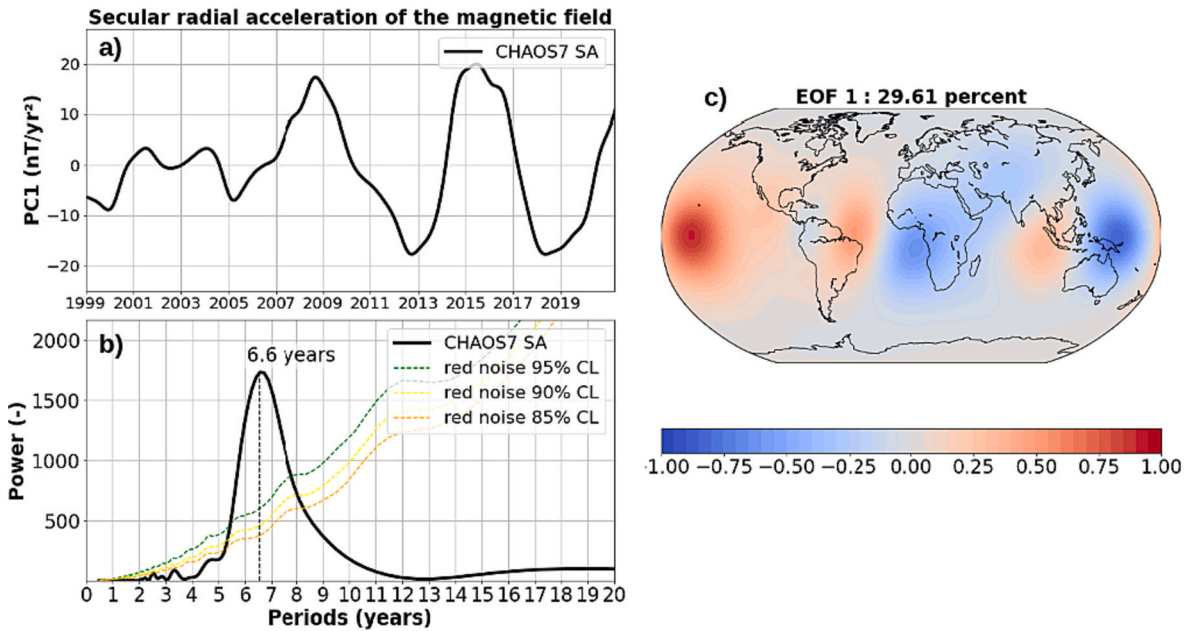 Secular radial acceleration of the magnetic field
a)
CHAOS7 SA
20
10
0
−10
−20
PC1 (nT/yr²)
1999 2001 2003 2005 2007 2009 2011 2013 2015 2017 2019
b)
6.6 years
CHAOS7 SA
red noise 95% CL
red noise 90% CL
red noise 85% CL
2000
1500
1000
500
Power (-)
0 1 2 3 4 5 6 7 8 9 10 11 12 13 14 15 16 17 18 19 20
Periods (years)
c)
EOF 1 : 29.61 percent
-1.00 −0.75 −0.50 −0.25 0.00 0.25 0.50 0.75 1.00